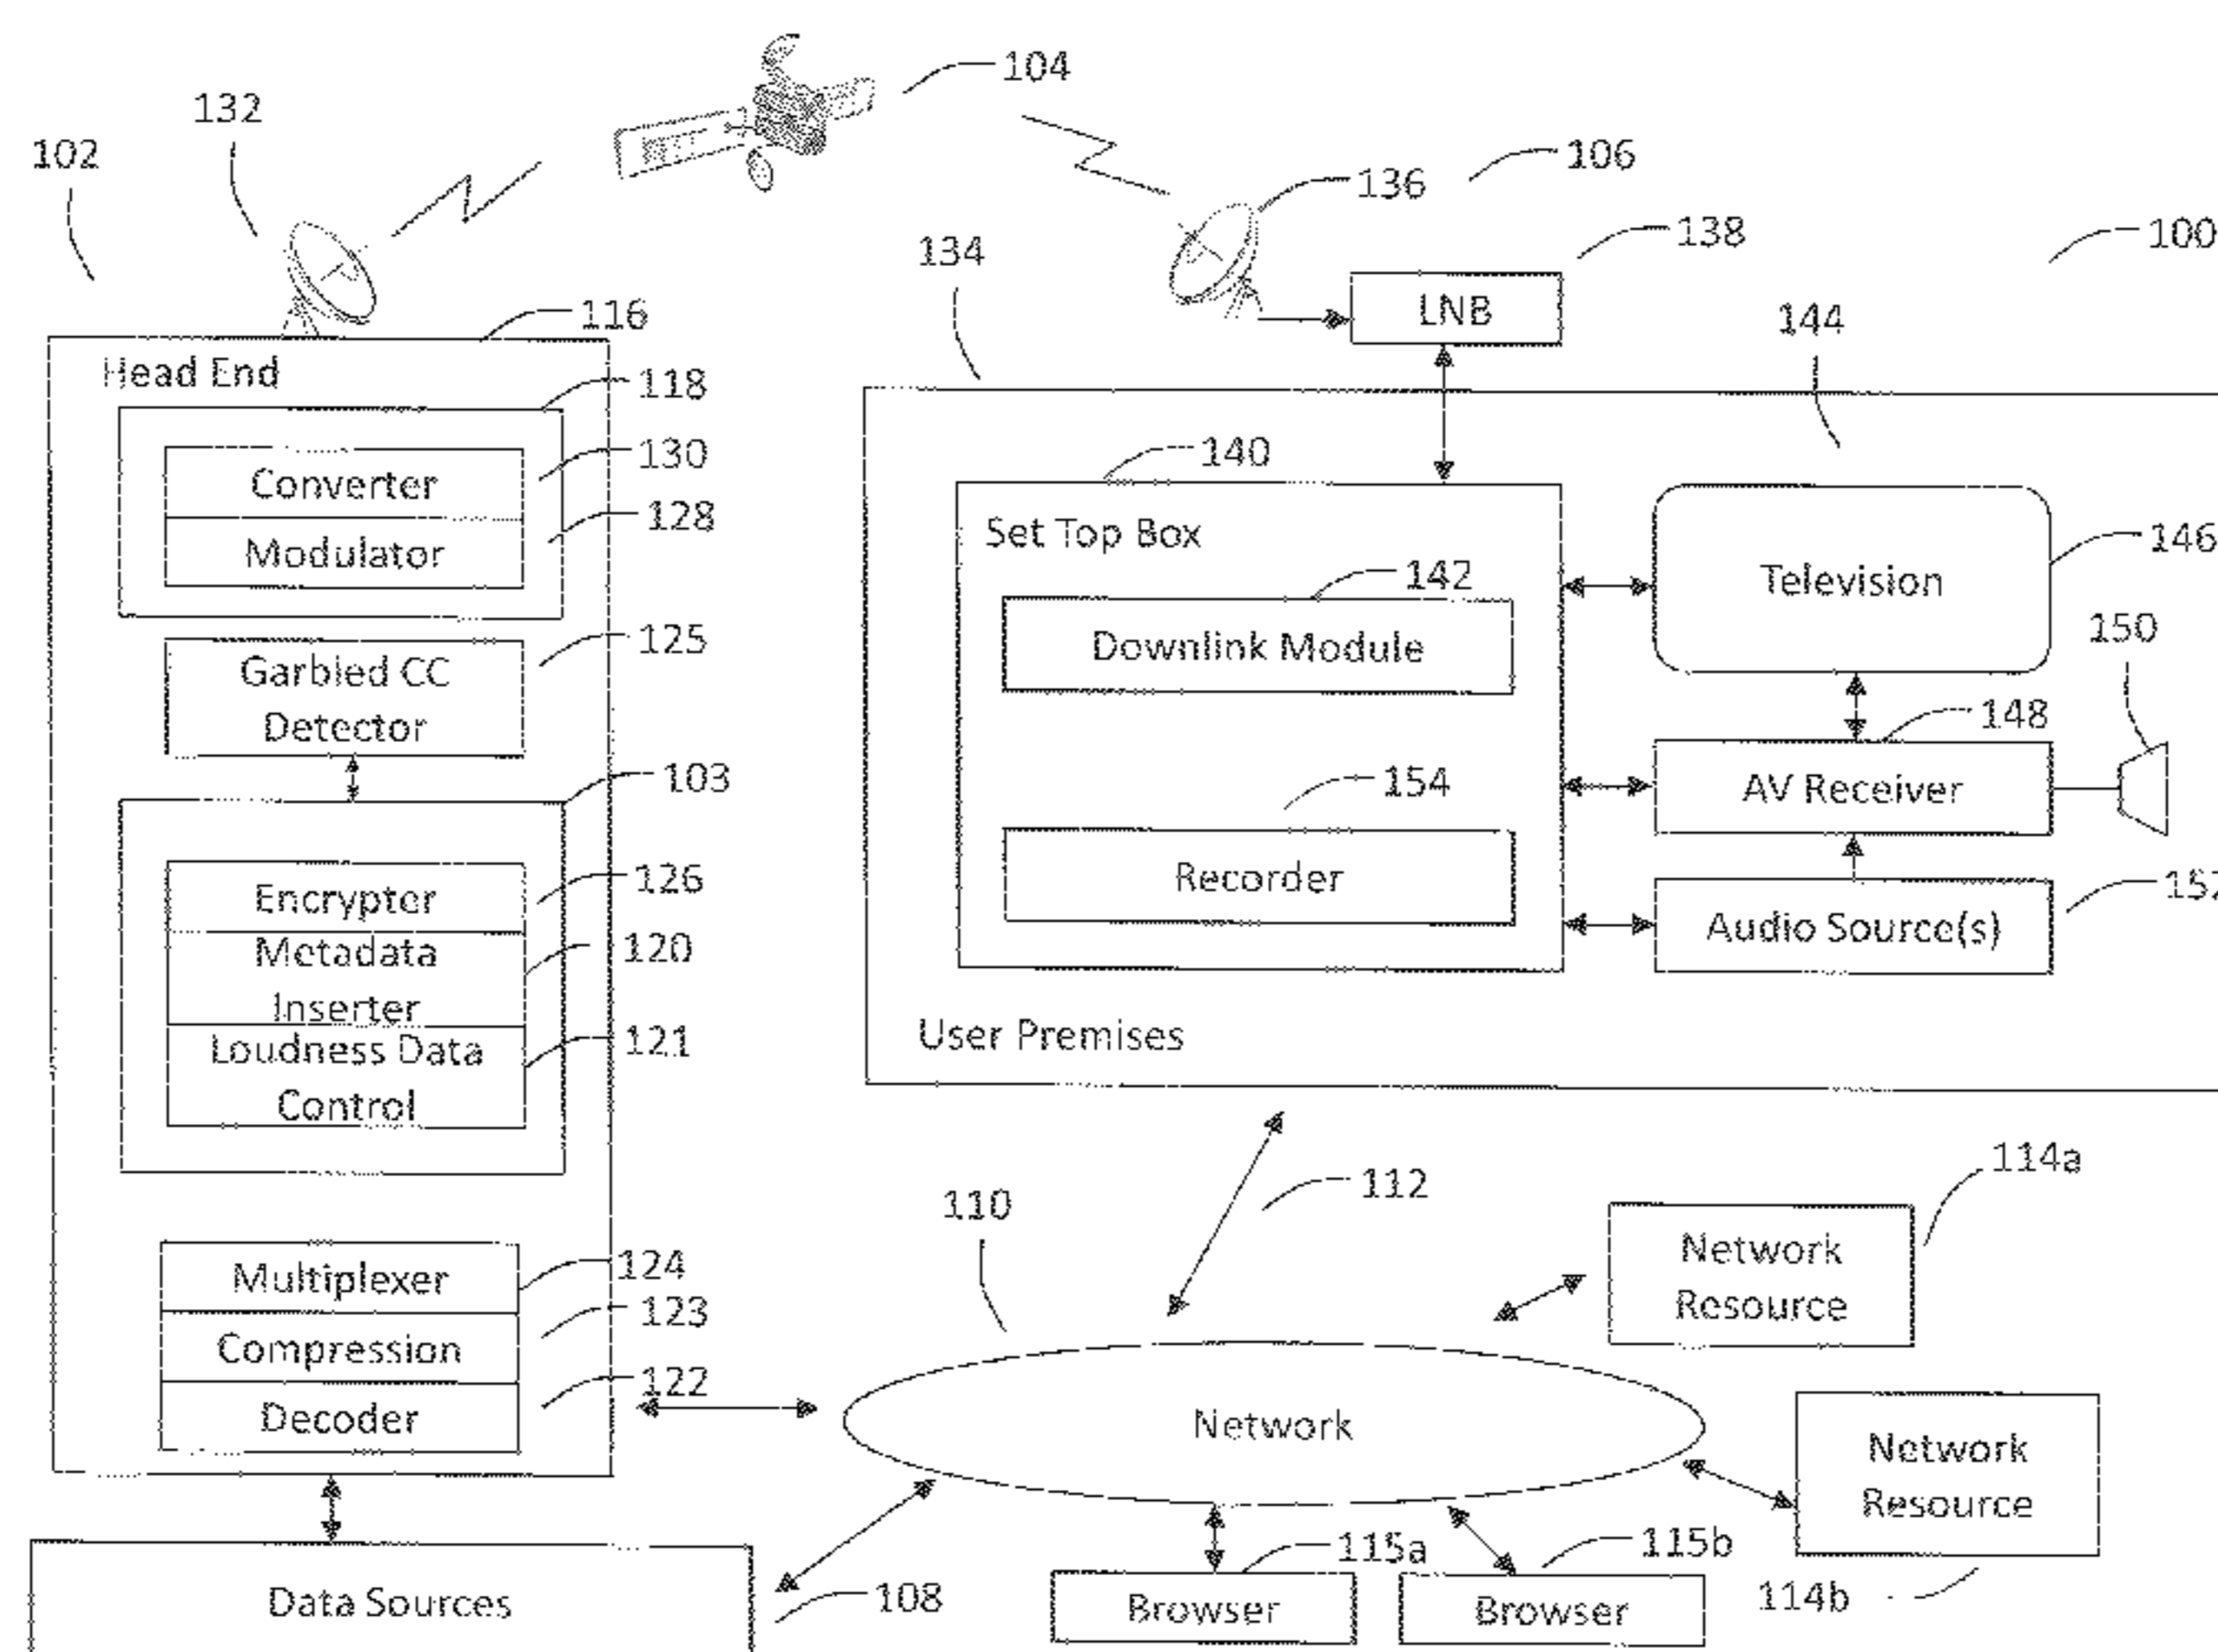 104
132
106
102
136
138
100
134
LNB
116
144
Head End
118
140
130
Converter
128
Set Top Box
146
Modulator
142
Television
125
150
Downlink Module
Garbled CC
Detector
148
103
154
AV Receiver
126
Recorder
Encrypter
152
120
Metadata
Audio Source(s)
Inserter
121
User Premises
Loudness Data
Control
114a
112
110
Network
Resource
124
Multiplexer
123
Compression
122
Decoder
Network
Network
Resource
115a
115b
108
114b
Data Sources
Browser
Browser